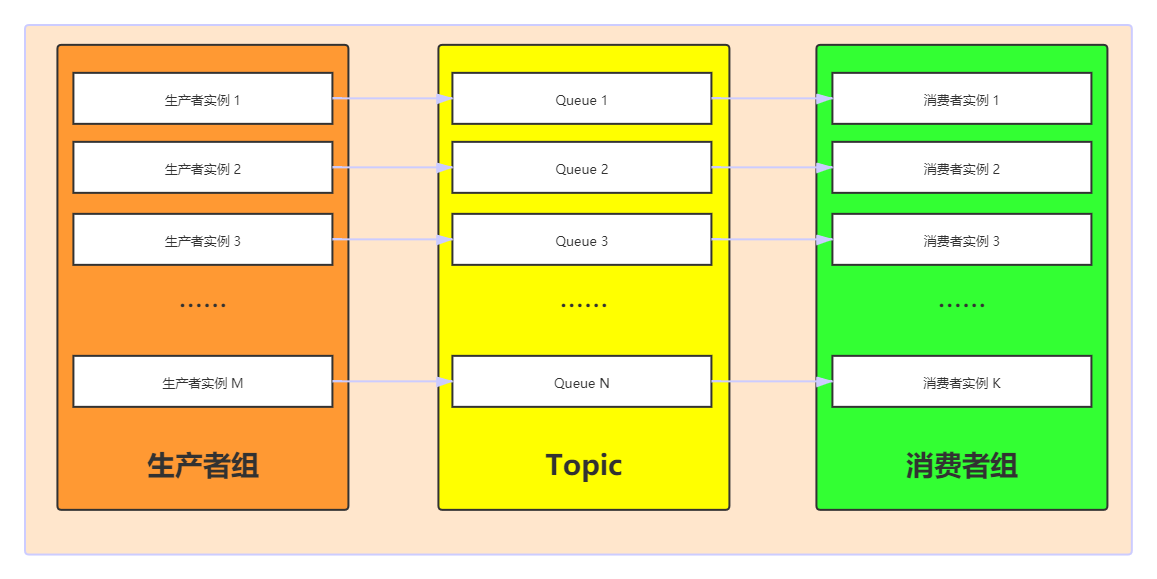 生产者实例 1
Queue 1
消费者实例 1
生产者实例 2
Queue 2
消费者实例 2
生产者实例 3
Queue 3
消费者实例 3
……
……
……
生产者实例 M
Queue N
消费者实例 K
生产者组
Topic
消费者组